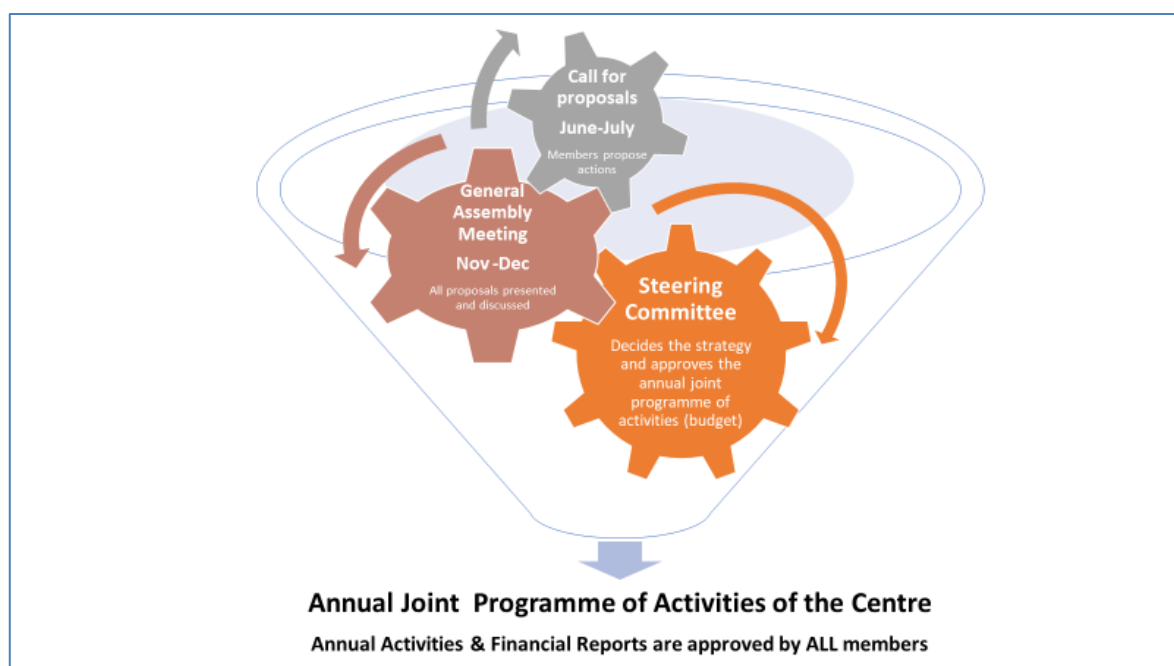 Call for
proposals
June-July
Members propose
actions
General
Assembly
Meeting
Nov-Dec
All proposals presented
and discussed
Steering
Committee
Decides the strategy
and approves the
annual joint
programme of
activities (budget)
Annual Joint Programme of Activities of the Centre
Annual Activities & Financial Reports are approved by ALL members